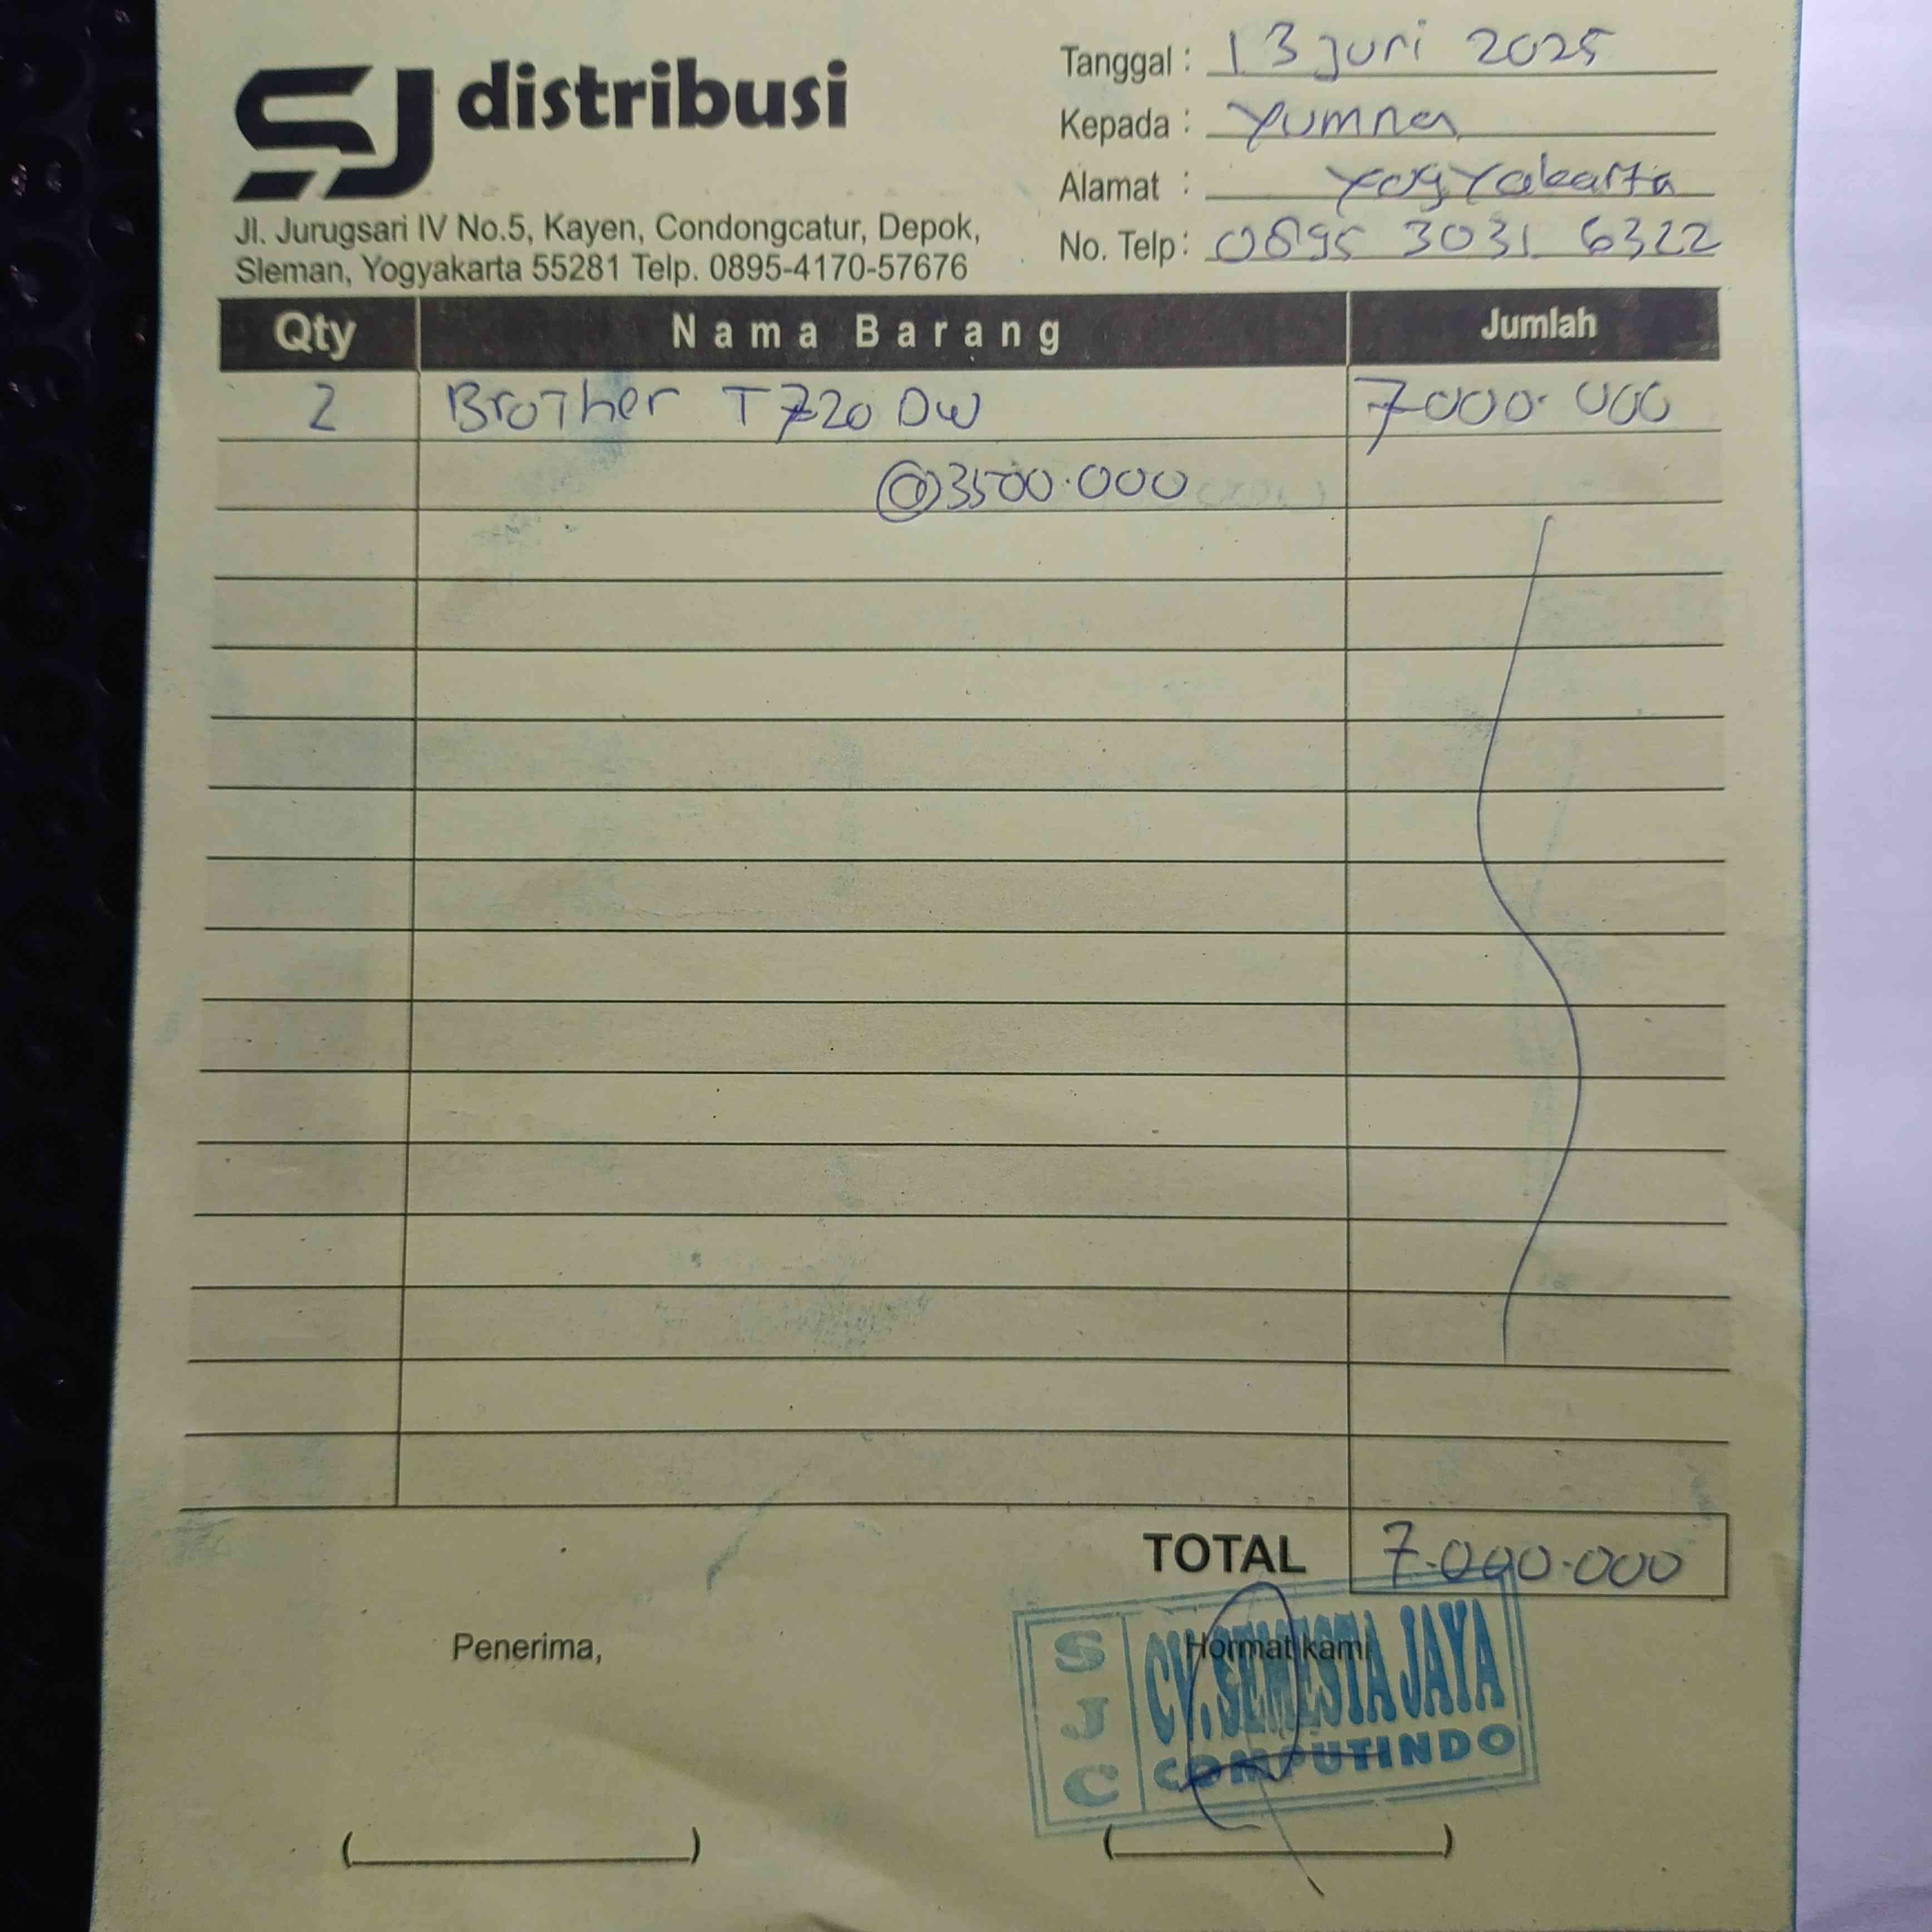 SJ distribusi
Jl. Jurugsari IV No.5, Kayen, Condongcatur, Depok,
Sleman, Yogyakarta 55281 Telp. 0895-4170-57676
Tanggal : 13 Juni 2025
Kepada : Yumna
Alamat : Yogyakarta
No. Telp : 0895 3031 6322
Qty Nama Barang Jumlah
2 Brother T720 DW 7000.000
@3500.000
TOTAL 7.000.000
Penerima,
Hormat kami
SJC
CV. SEMESTA JAYA
COMPUTINDO
( ) ( )